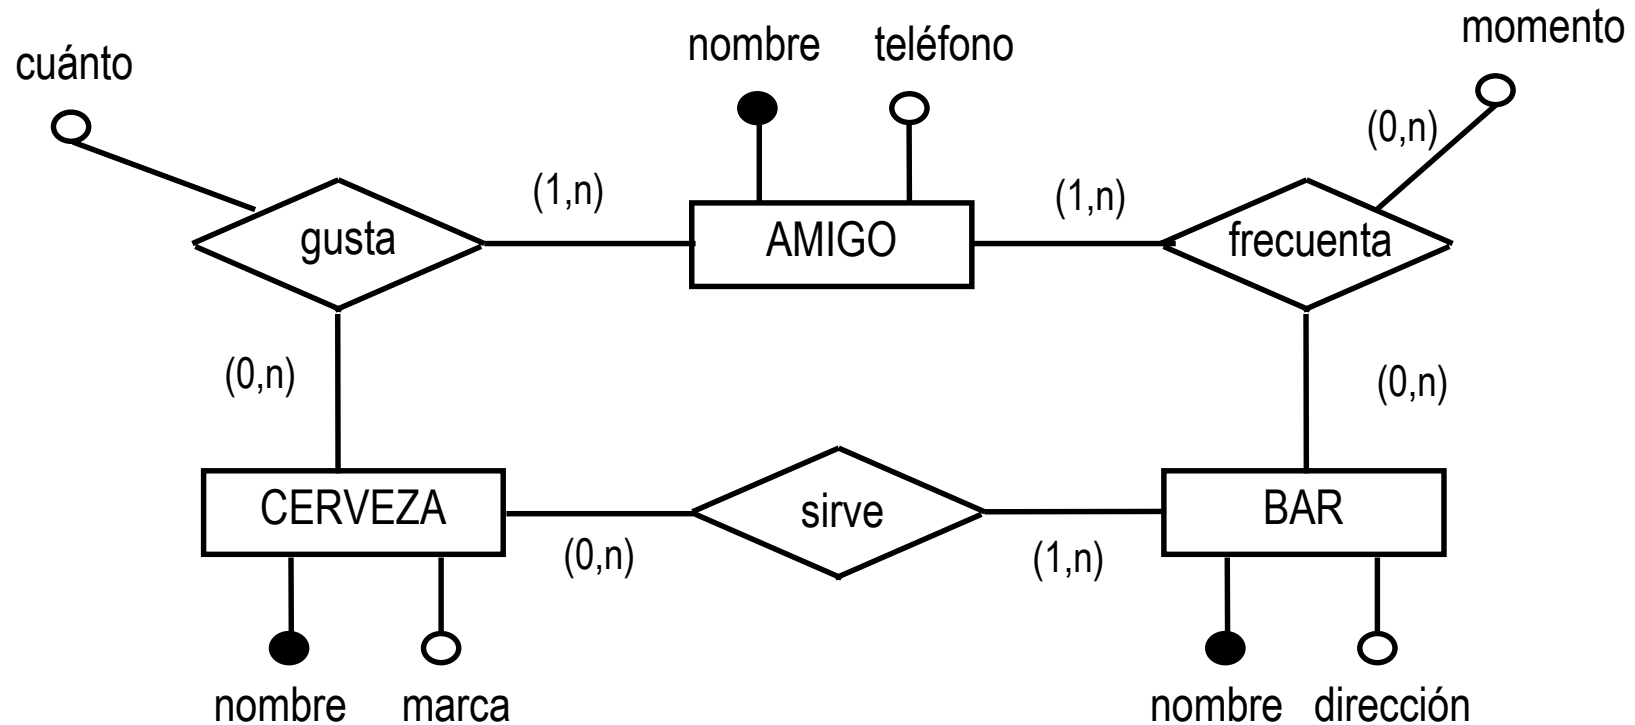 momento
nombre
teléfono
cuánto
(0,n)
(1,n)
(1,n)
gusta
AMIGO
frecuenta
(0,n)
(0,n)
CERVEZA
sirve
BAR
(0,n)
(1,n)
nombre
marca
nombre
dirección